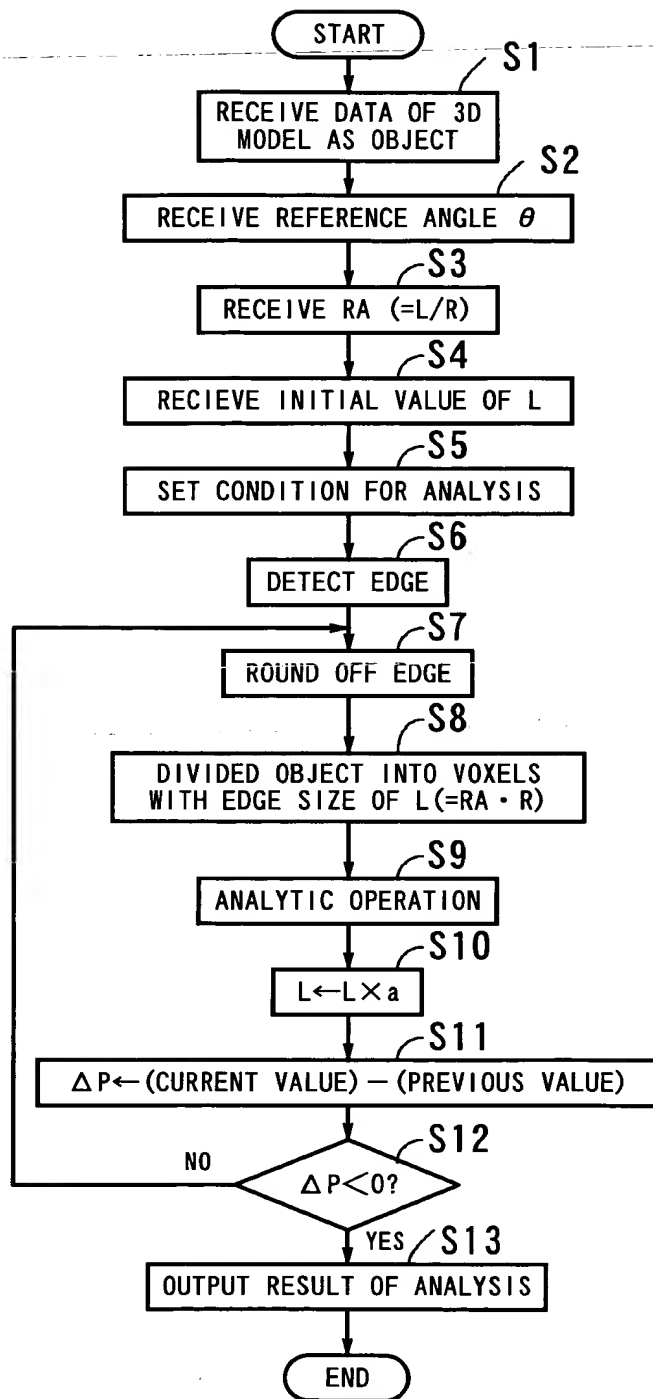 START
S1
RECEIVE DATA OF 3D
MODEL AS OBJECT
S2
RECEIVE REFERENCE ANGLE θ
S3
RECEIVE RA (=L/R)
S4
RECIEVE INITIAL VALUE OF L
S5
SET CONDITION FOR ANALYSIS
S6
DETECT EDGE
S7
ROUND OFF EDGE
S8
DIVIDED OBJECT INTO VOXELS
WITH EDGE SIZE OF L(=RA・R)
S9
ANALYTIC OPERATION
S10
L←L×a
S11
△P←(CURRENT VALUE)−(PREVIOUS VALUE)
S12
NO
△P<0?
YES
S13
OUTPUT RESULT OF ANALYSIS
END